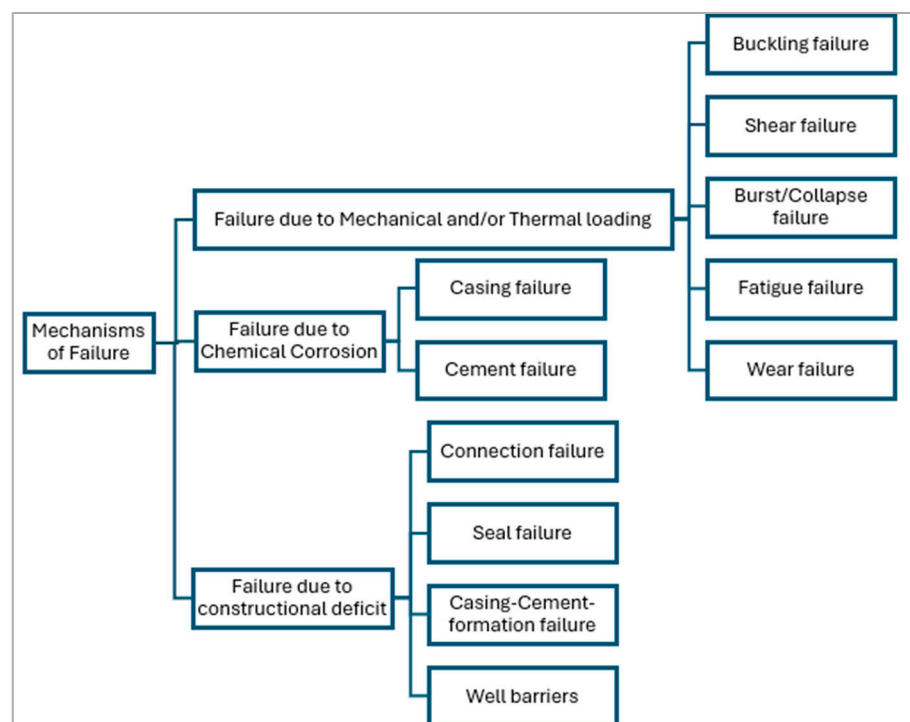 Mechanisms
of Failure
Failure due to Mechanical and/or Thermal loading
Buckling failure
Shear failure
Burst/Collapse
failure
Fatigue failure
Wear failure
Failure due to
Chemical Corrosion
Casing failure
Cement failure
Failure due to
constructional deficit
Connection failure
Seal failure
Casing-Cement-
formation failure
Well barriers